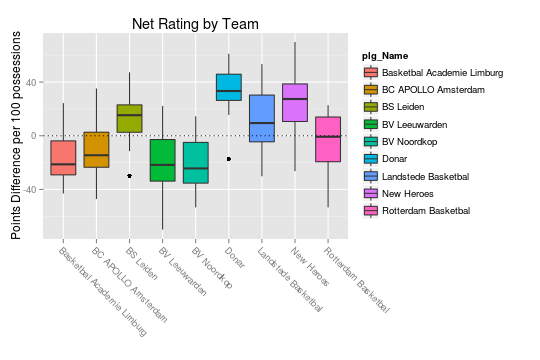 Net Rating by Team
Points Difference per 100 possessions
40
0
-40
Basketbal Academie Limburg
BC APOLLO Amsterdam
BS Leiden
BV Leeuwarden
BV Noordkop
Donar
Landstede Basketbal
New Heroes
Rotterdam Basketbal
plg_Name
Basketbal Academie Limburg
BC APOLLO Amsterdam
BS Leiden
BV Leeuwarden
BV Noordkop
Donar
Landstede Basketbal
New Heroes
Rotterdam Basketbal